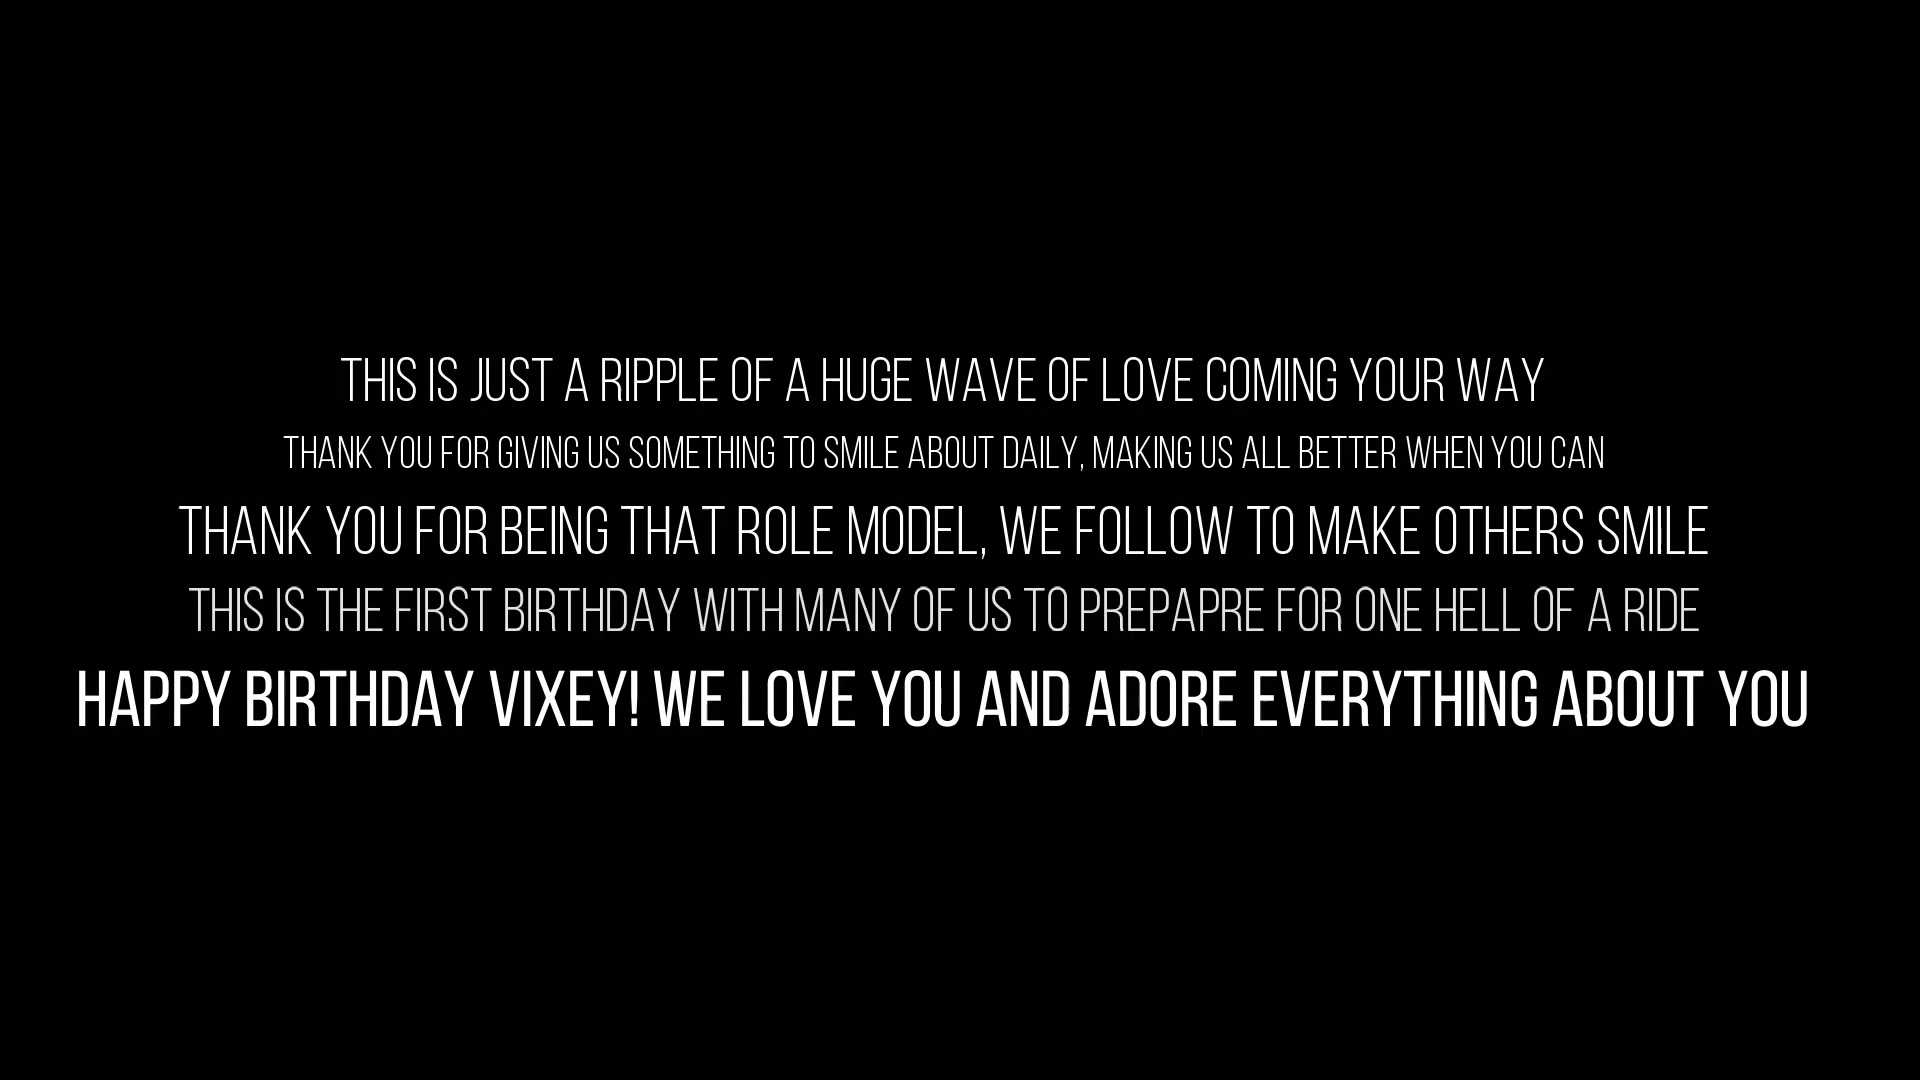 THIS IS JUST A RIPPLE OF A HUGE WAVE OF LOVE COMING YOUR WAY
THANK YOU FOR GIVING US SOMETHING TO SMILE ABOUT DAILY, MAKING US ALL BETTER WHEN YOU CAN
THANK YOU FOR BEING THAT ROLE MODEL, WE FOLLOW TO MAKE OTHERS SMILE
THIS IS THE FIRST BIRTHDAY WITH MANY OF US TO PREPAPRE FOR ONE HELL OF A RIDE
HAPPY BIRTHDAY VIXEY! WE LOVE YOU AND ADORE EVERYTHING ABOUT YOU